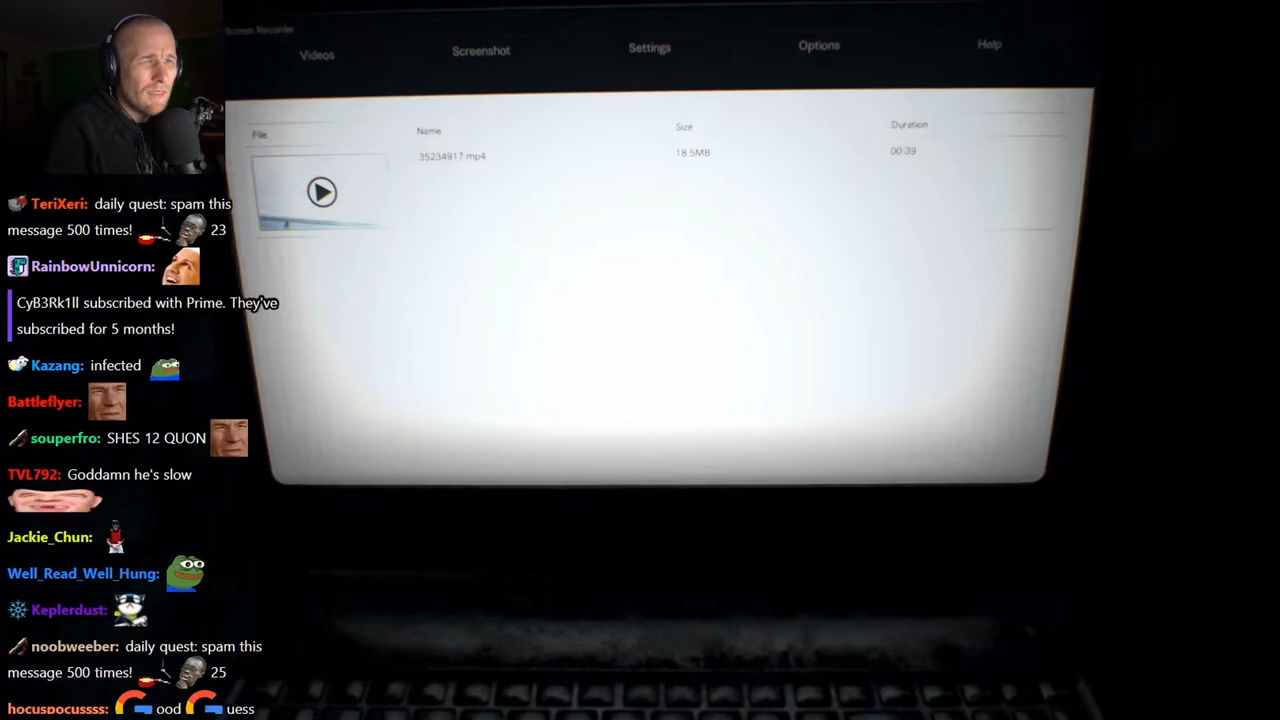 Screen Recorder
Videos
Screenshot
Settings
Options
Help
File
Name
Size
Duration
35234917.mp4
18.5MB
00:39
TeriXeri: daily quest: spam this
message 500 times! 23
RainbowUnnicorn:
CyB3Rk1ll subscribed with Prime. They've
subscribed for 5 months!
Kazang: infected
Battleflyer:
souperfro: SHES 12 QUON
TVL792: Goddamn he's slow
Jackie_Chun:
Well_Read_Well_Hung:
Keplerdust:
noobweeber: daily quest: spam this
message 500 times! 25
hocuspocussss: ood uess